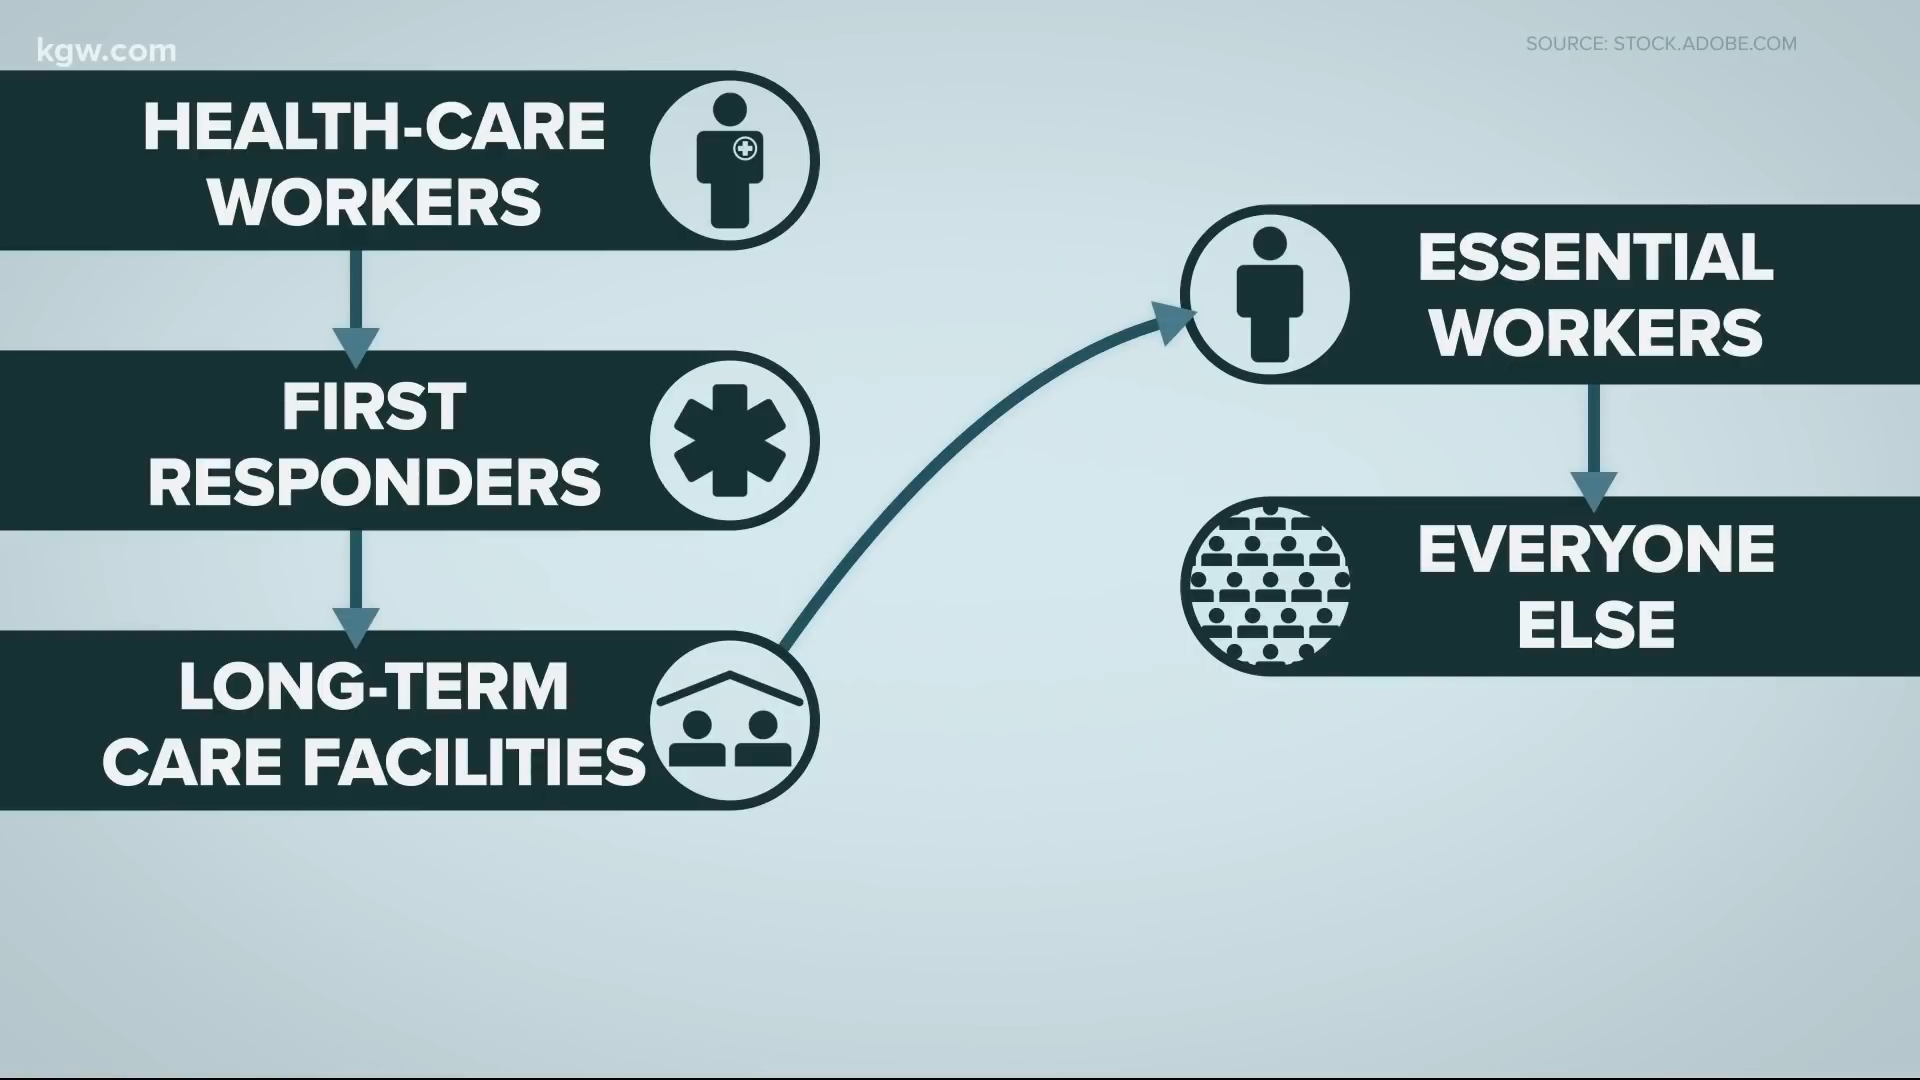 kgw.com
SOURCE: STOCK.ADOBE.COM
HEALTH-CARE
WORKERS
FIRST
RESPONDERS
LONG-TERM
CARE FACILITIES
ESSENTIAL
WORKERS
EVERYONE
ELSE